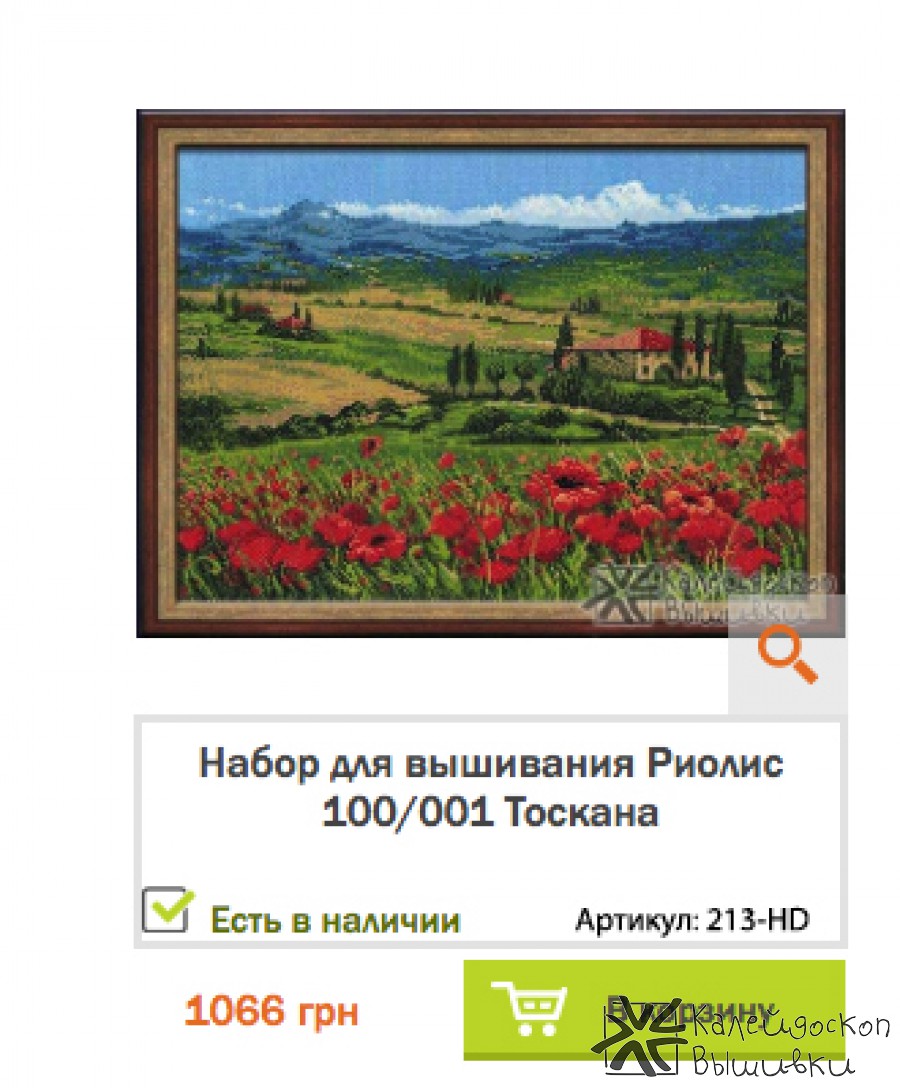 Калейдоскоп
Вышивки
Набор для вышивания Риолис
100/001 Тоскана
Есть в наличии
Артикул: 213-HD
1066 грн
В корзину
Калейдоскоп
Вышивки